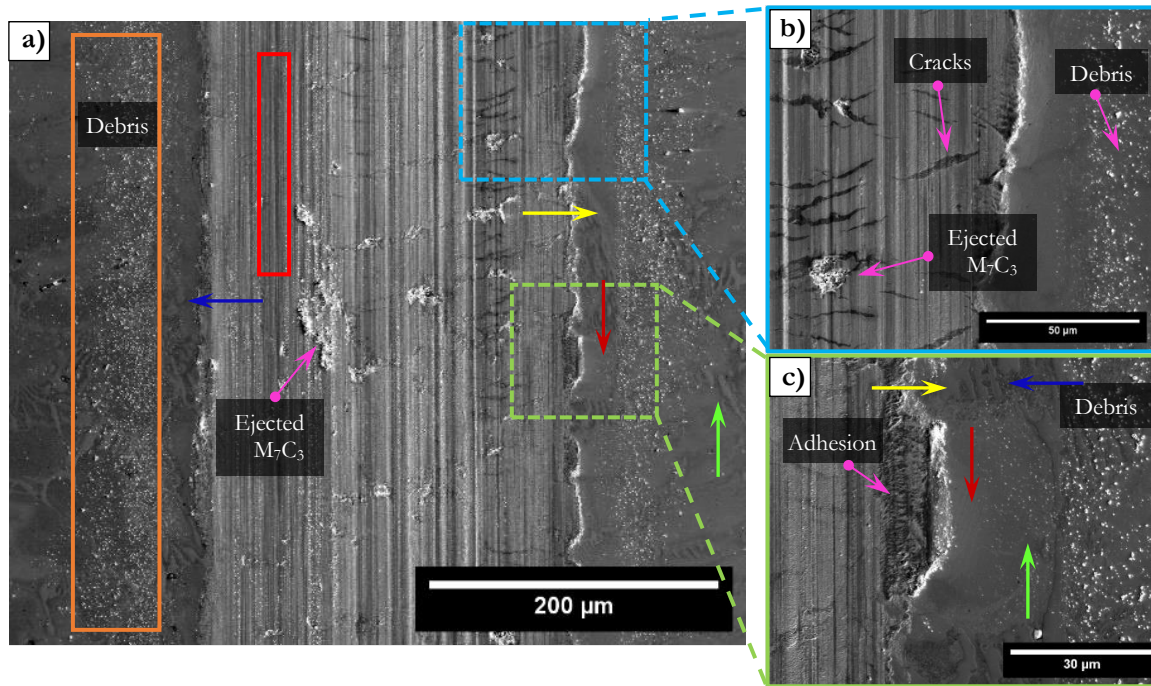 a)
Debris
Ejected
M₇C₃
200 µm
b)
Cracks
Debris
Ejected
M₇C₃
50 µm
c)
Debris
Adhesion
30 µm